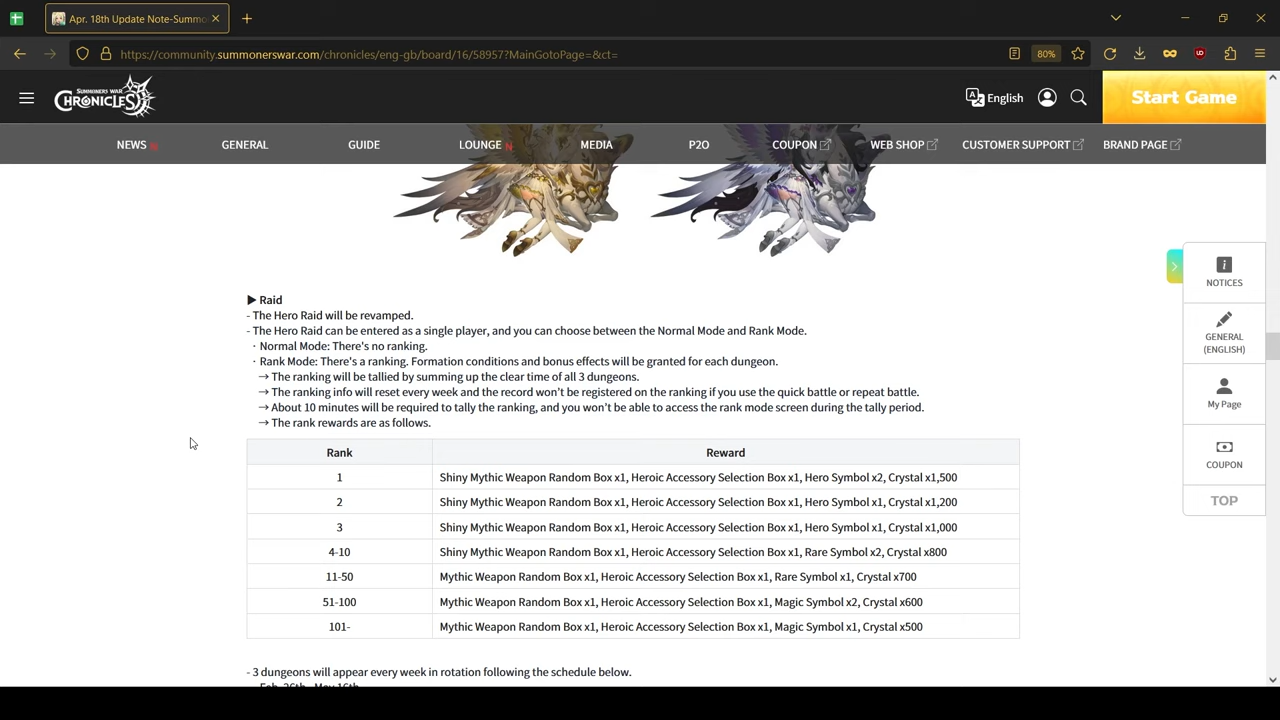 Apr. 18th Update Note-Summo
https://community.summonerswar.com/chronicles/eng-gb/board/16/58957?MainGotoPage=&ct=
80%
SUMMONERS WAR
CHRONICLES
English
Start Game
NEWS N
GENERAL
GUIDE
LOUNGE N
MEDIA
P2O
COUPON
WEB SHOP
CUSTOMER SUPPORT
BRAND PAGE
▶ Raid
- The Hero Raid will be revamped.
- The Hero Raid can be entered as a single player, and you can choose between the Normal Mode and Rank Mode.
· Normal Mode: There's no ranking.
· Rank Mode: There's a ranking. Formation conditions and bonus effects will be granted for each dungeon.
→ The ranking will be tallied by summing up the clear time of all 3 dungeons.
→ The ranking info will reset every week and the record won't be registered on the ranking if you use the quick battle or repeat battle.
→ About 10 minutes will be required to tally the ranking, and you won't be able to access the rank mode screen during the tally period.
→ The rank rewards are as follows.
Rank Reward
1 Shiny Mythic Weapon Random Box x1, Heroic Accessory Selection Box x1, Hero Symbol x2, Crystal x1,500
2 Shiny Mythic Weapon Random Box x1, Heroic Accessory Selection Box x1, Hero Symbol x1, Crystal x1,200
3 Shiny Mythic Weapon Random Box x1, Heroic Accessory Selection Box x1, Hero Symbol x1, Crystal x1,000
4-10 Shiny Mythic Weapon Random Box x1, Heroic Accessory Selection Box x1, Rare Symbol x2, Crystal x800
11-50 Mythic Weapon Random Box x1, Heroic Accessory Selection Box x1, Rare Symbol x1, Crystal x700
51-100 Mythic Weapon Random Box x1, Heroic Accessory Selection Box x1, Magic Symbol x2, Crystal x600
101- Mythic Weapon Random Box x1, Heroic Accessory Selection Box x1, Magic Symbol x1, Crystal x500
- 3 dungeons will appear every week in rotation following the schedule below.
NOTICES
GENERAL
(ENGLISH)
My Page
COUPON
TOP